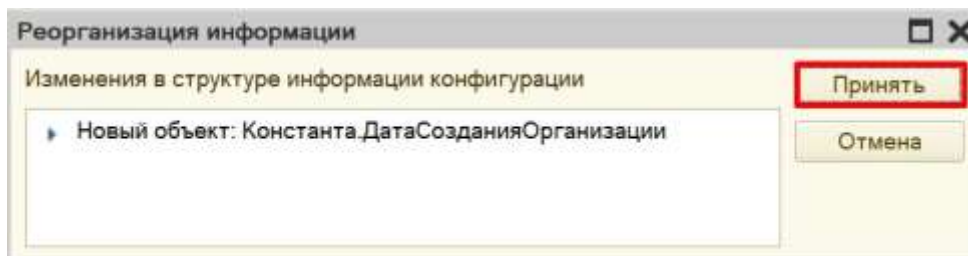 Реорганизация информации
Изменения в структуре информации конфигурации
Принять
Новый объект: Константа.ДатаСозданияОрганизации
Отмена